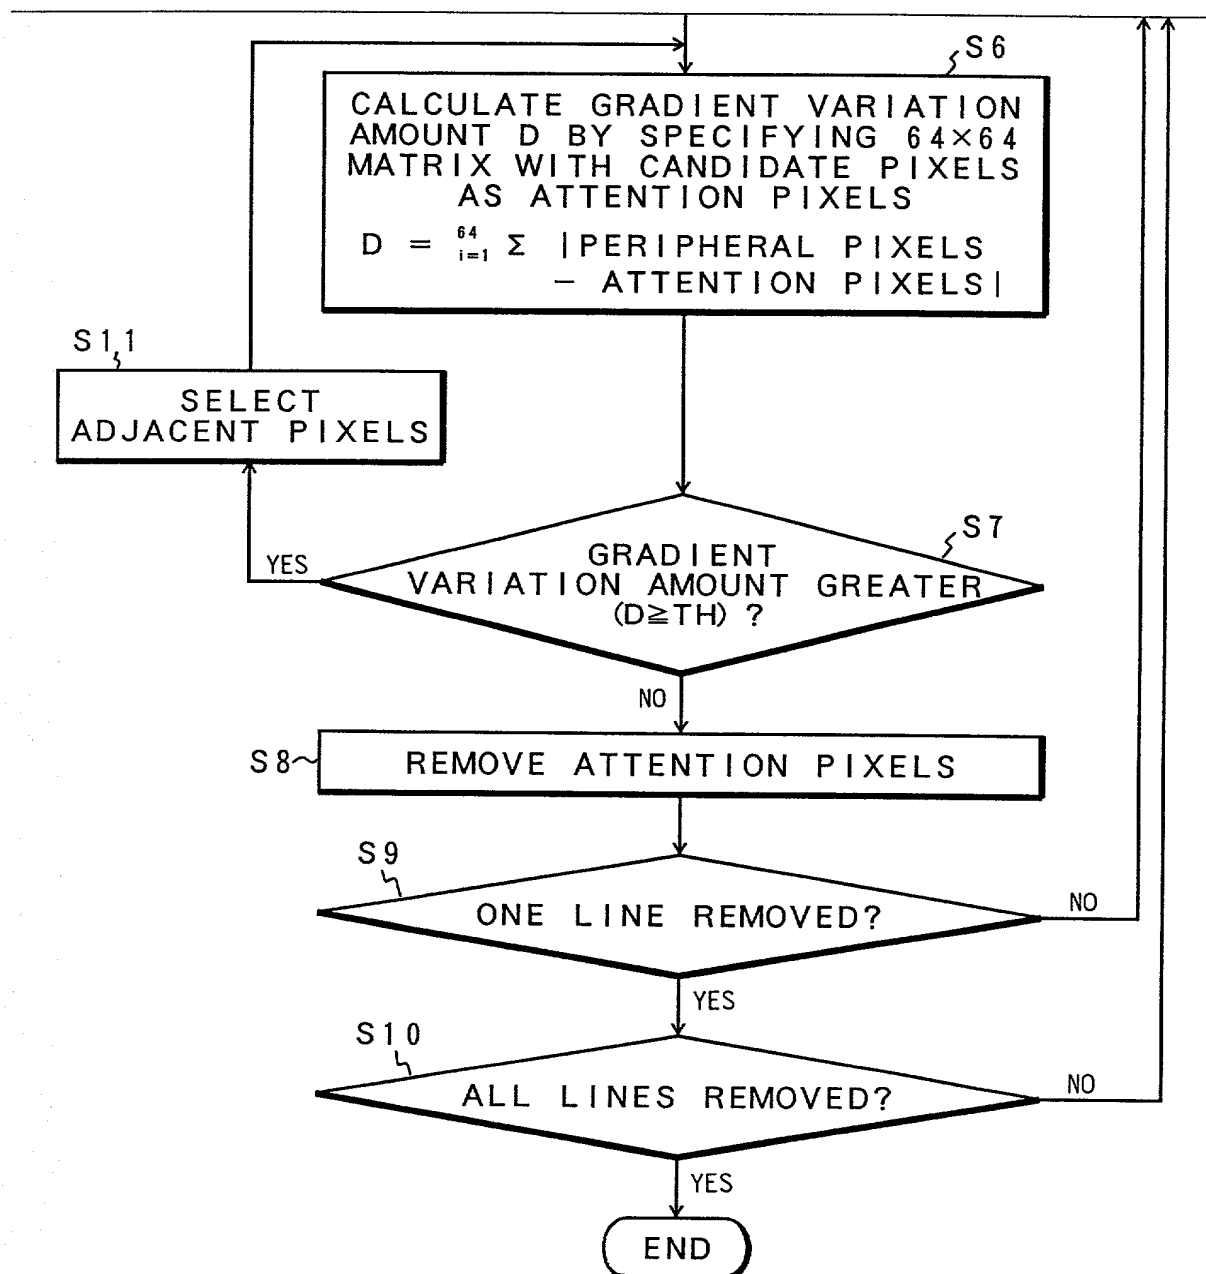 S6
CALCULATE GRADIENT VARIATION
AMOUNT D BY SPECIFYING 64×64
MATRIX WITH CANDIDATE PIXELS
AS ATTENTION PIXELS
D = 64 i=1 Σ |PERIPHERAL PIXELS
− ATTENTION PIXELS|
S11
SELECT
ADJACENT PIXELS
S7
YES
GRADIENT
VARIATION AMOUNT GREATER
(D≧TH) ?
NO
S8
REMOVE ATTENTION PIXELS
S9
ONE LINE REMOVED?
NO
YES
S10
ALL LINES REMOVED?
NO
YES
END